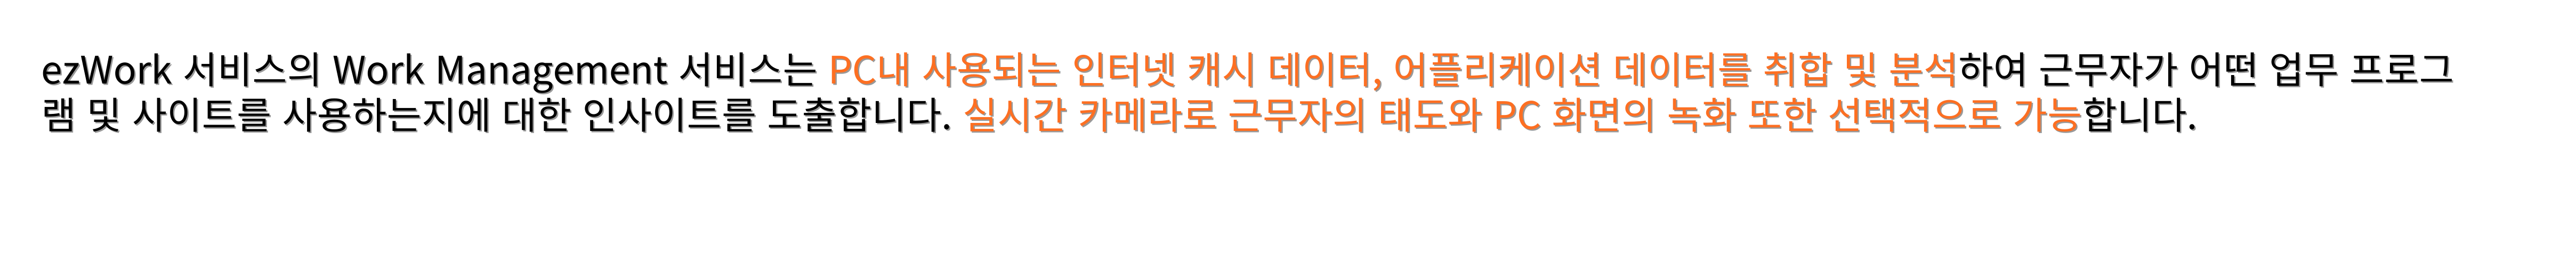 ezWork 서비스의 Work Management 서비스는 PC내 사용되는 인터넷 캐시 데이터, 어플리케이션 데이터를 취합 및 분석하여 근무자가 어떤 업무 프로그
램 및 사이트를 사용하는지에 대한 인사이트를 도출합니다. 실시간 카메라로 근무자의 태도와 PC 화면의 녹화 또한 선택적으로 가능합니다.